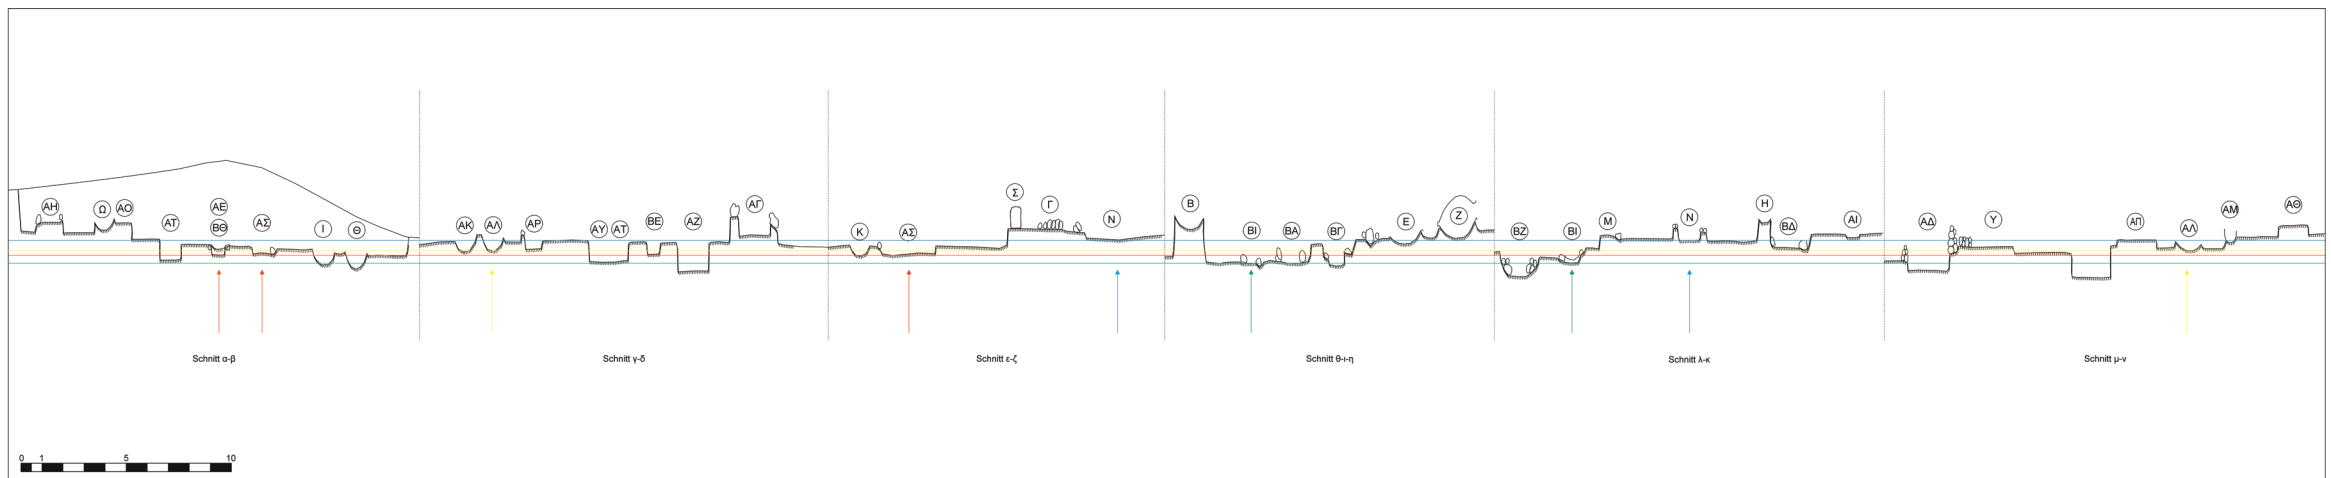 ΑΗ Ω ΑΟ ΑΤ ΑΕ ΒΘ ΑΣ Ι Θ
ΑΚ ΑΛ ΑΡ ΑΥ ΑΤ ΒΕ ΑΖ ΑΓ
Κ ΑΣ Σ Γ Ν
Β ΒΙ ΒΑ ΒΓ Ε Ζ
ΒΖ ΒΙ Μ Ν Η ΒΔ ΑΙ
ΑΔ Υ ΑΠ ΑΛ ΑΜ ΑΘ
Schnitt α-β
Schnitt γ-δ
Schnitt ε-ζ
Schnitt θ-ι-η
Schnitt λ-κ
Schnitt μ-ν
0 1 5 10